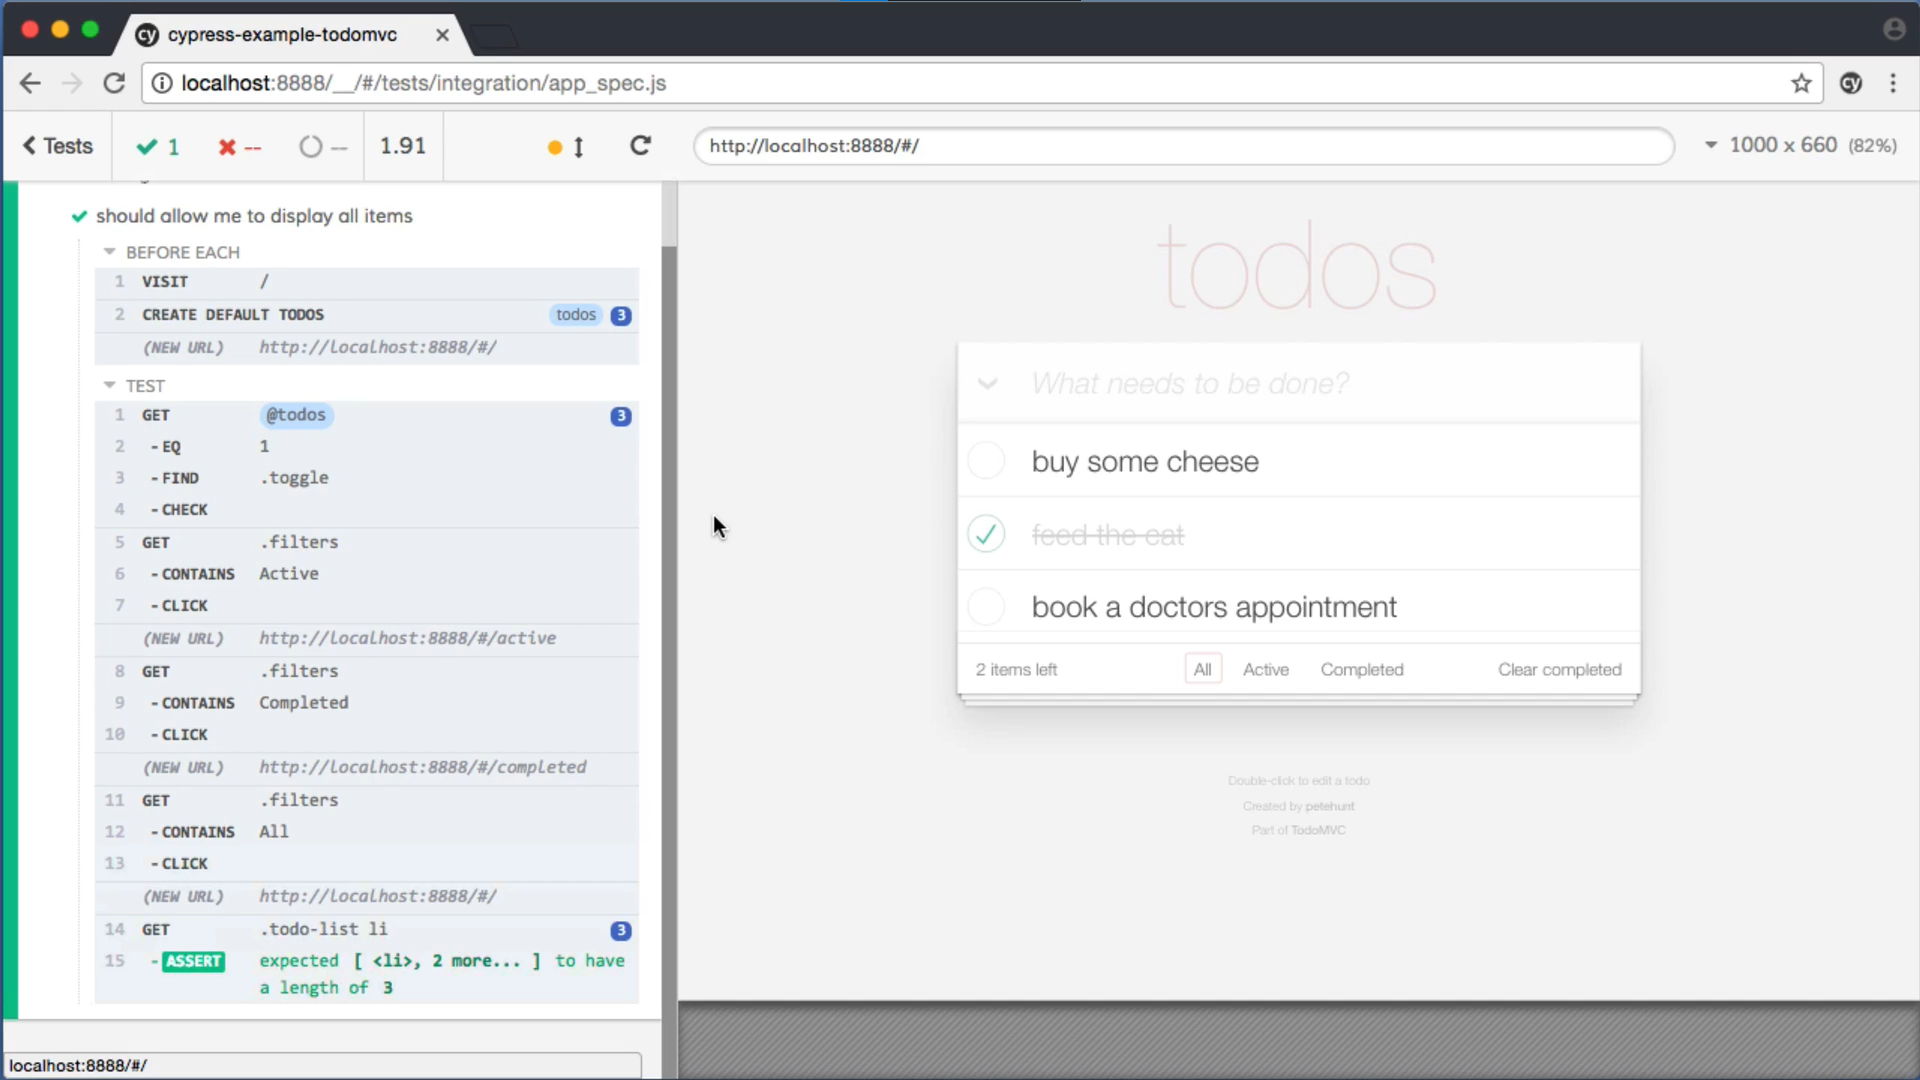 cy cypress-example-todomvc
localhost:8888/__/#/tests/integration/app_spec.js cy
Tests 1 -- -- 1.91 http://localhost:8888/#/ 1000 x 660 (82%)
should allow me to display all items
BEFORE EACH
1 VISIT /
2 CREATE DEFAULT TODOS todos 3
(NEW URL) http://localhost:8888/#/
TEST
1 GET @todos 3
2 -EQ 1
3 -FIND .toggle
4 -CHECK
5 GET .filters
6 -CONTAINS Active
7 -CLICK
(NEW URL) http://localhost:8888/#/active
8 GET .filters
9 -CONTAINS Completed
10 -CLICK
(NEW URL) http://localhost:8888/#/completed
11 GET .filters
12 -CONTAINS All
13 -CLICK
(NEW URL) http://localhost:8888/#/
14 GET .todo-list li 3
15 -ASSERT expected [ <li>, 2 more... ] to have
a length of 3
localhost:8888/#/
todos
What needs to be done?
buy some cheese
feed the cat
book a doctors appointment
2 items left All Active Completed Clear completed
Double-click to edit a todo
Created by petehunt
Part of TodoMVC